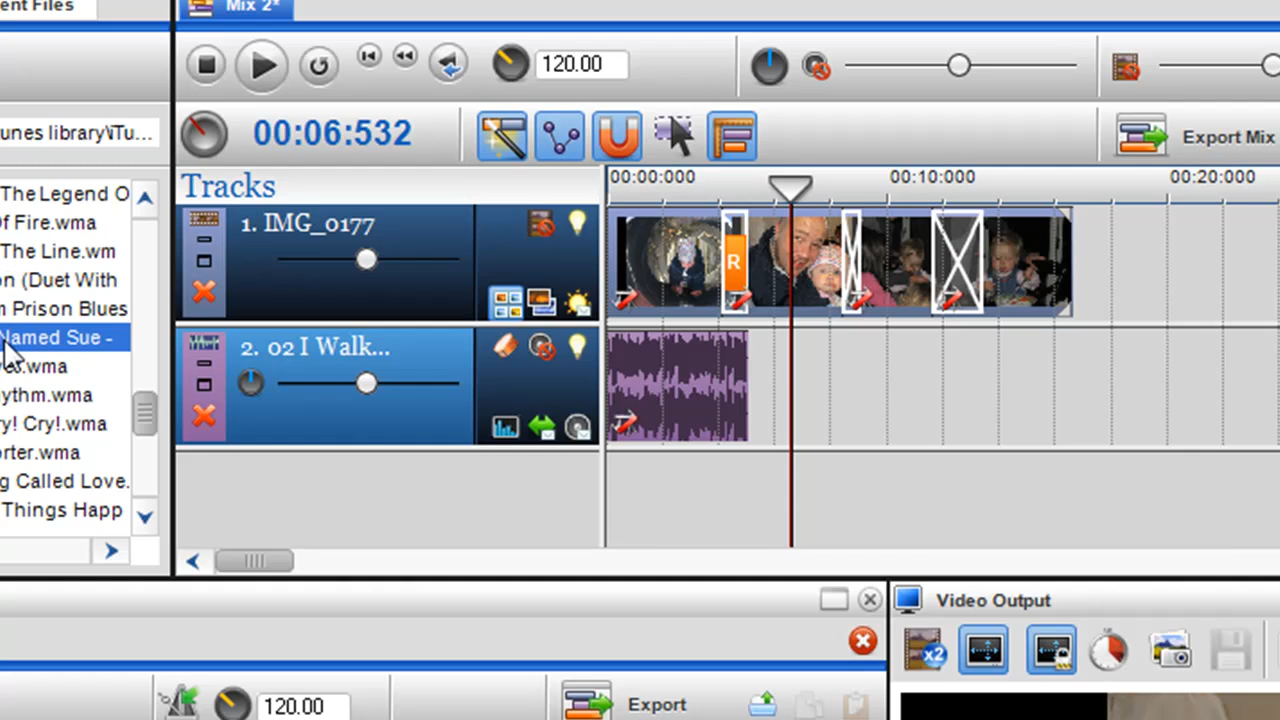 ent Files
Mix 2*
120.00
unes library\iTu...
00:06:532
Export Mix
The Legend O
Of Fire.wma
The Line.wm
on (Duet With
m Prison Blues
Named Sue -
wma
ythm.wma
ry! Cry!.wma
orter.wma
g Called Love.
Things Happ
Tracks
00:00:000
00:10:000
00:20:000
1. IMG_0177
R
2. 02 I Walk...
Video Output
x2
120.00
Export